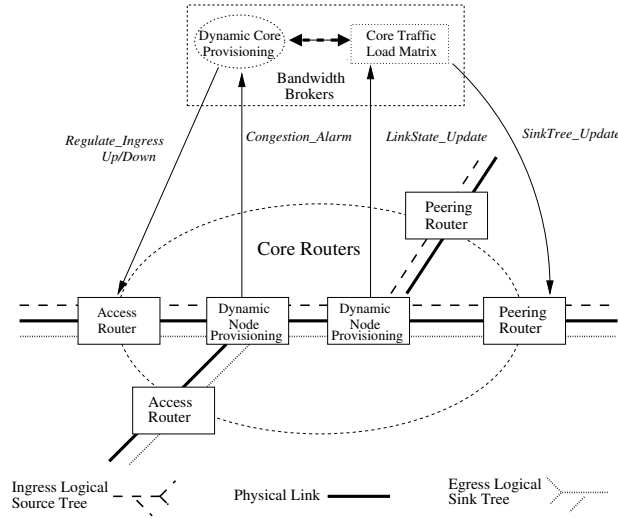 Dynamic Core
Provisioning
Core Traffic
Load Matrix
Bandwidth
Brokers
Regulate_Ingress
Up/Down
Congestion_Alarm
LinkState_Update
SinkTree_Update
Peering
Router
Core Routers
Access
Router
Dynamic
Node
Provisioning
Dynamic
Node
Provisioning
Peering
Router
Access
Router
Ingress Logical
Source Tree
Physical Link
Egress Logical
Sink Tree